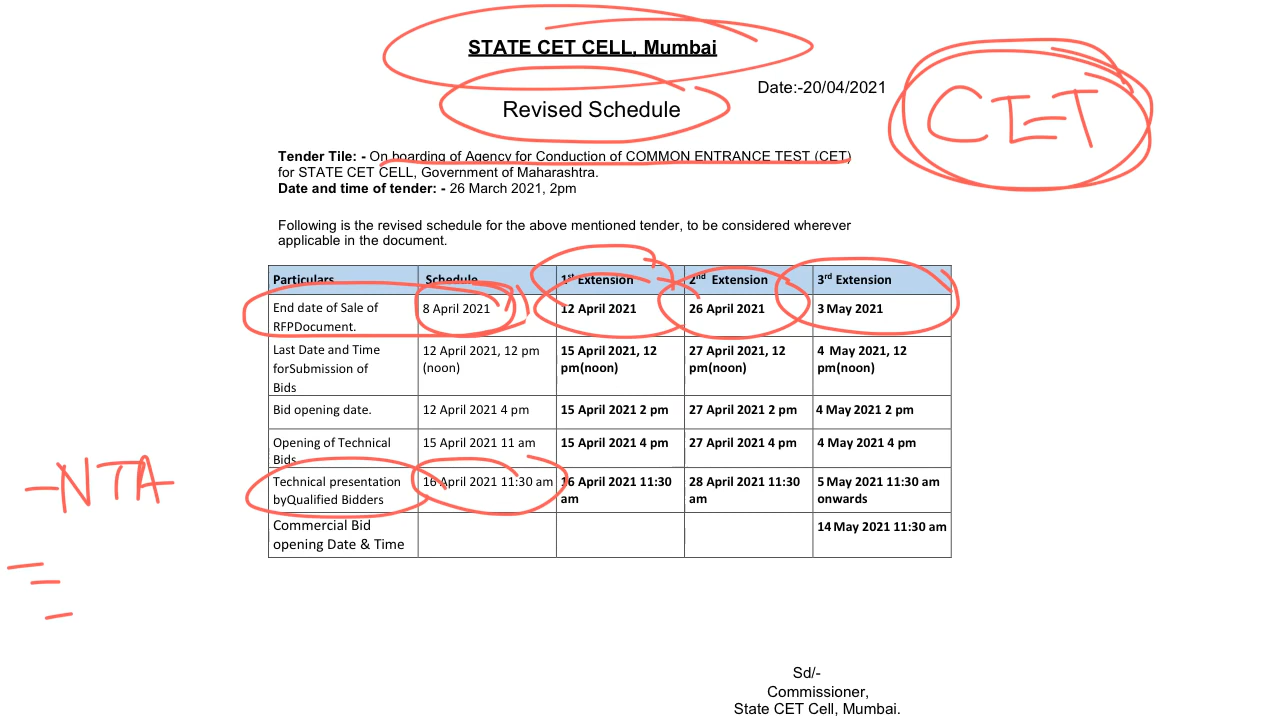 STATE CET CELL, Mumbai
Date:-20/04/2021
CET
Revised Schedule
Tender Tile: - On boarding of Agency for Conduction of COMMON ENTRANCE TEST (CET)
for STATE CET CELL, Government of Maharashtra.
Date and time of tender: - 26 March 2021, 2pm
Following is the revised schedule for the above mentioned tender, to be considered wherever
applicable in the document.
Particulars Schedule 1st Extension 2nd Extension 3rd Extension
End date of Sale of 8 April 2021 12 April 2021 26 April 2021 3 May 2021
RFPDocument.
Last Date and Time 12 April 2021, 12 pm 15 April 2021, 12 27 April 2021, 12 4 May 2021, 12
forSubmission of (noon) pm(noon) pm(noon) pm(noon)
Bids
Bid opening date. 12 April 2021 4 pm 15 April 2021 2 pm 27 April 2021 2 pm 4 May 2021 2 pm
Opening of Technical 15 April 2021 11 am 15 April 2021 4 pm 27 April 2021 4 pm 4 May 2021 4 pm
Bids
Technical presentation 16 April 2021 11:30 am 16 April 2021 11:30 28 April 2021 11:30 5 May 2021 11:30 am
byQualified Bidders am am onwards
Commercial Bid 14 May 2021 11:30 am
opening Date & Time
-NTA
Sd/-
Commissioner,
State CET Cell, Mumbai.